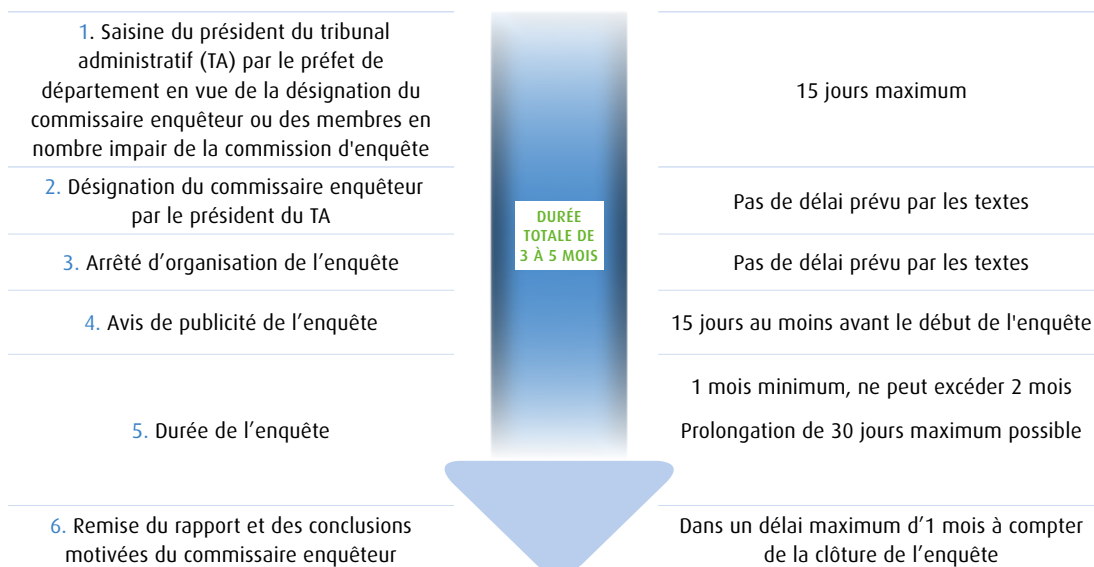 1. Saisine du président du tribunal
administratif (TA) par le préfet de
département en vue de la désignation du
commissaire enquêteur ou des membres en
nombre impair de la commission d'enquête
15 jours maximum
2. Désignation du commissaire enquêteur
par le président du TA
Pas de délai prévu par les textes
DURÉE
TOTALE DE
3 À 5 MOIS
3. Arrêté d’organisation de l’enquête
Pas de délai prévu par les textes
4. Avis de publicité de l’enquête
15 jours au moins avant le début de l'enquête
5. Durée de l’enquête
1 mois minimum, ne peut excéder 2 mois
Prolongation de 30 jours maximum possible
6. Remise du rapport et des conclusions
motivées du commissaire enquêteur
Dans un délai maximum d’1 mois à compter
de la clôture de l’enquête